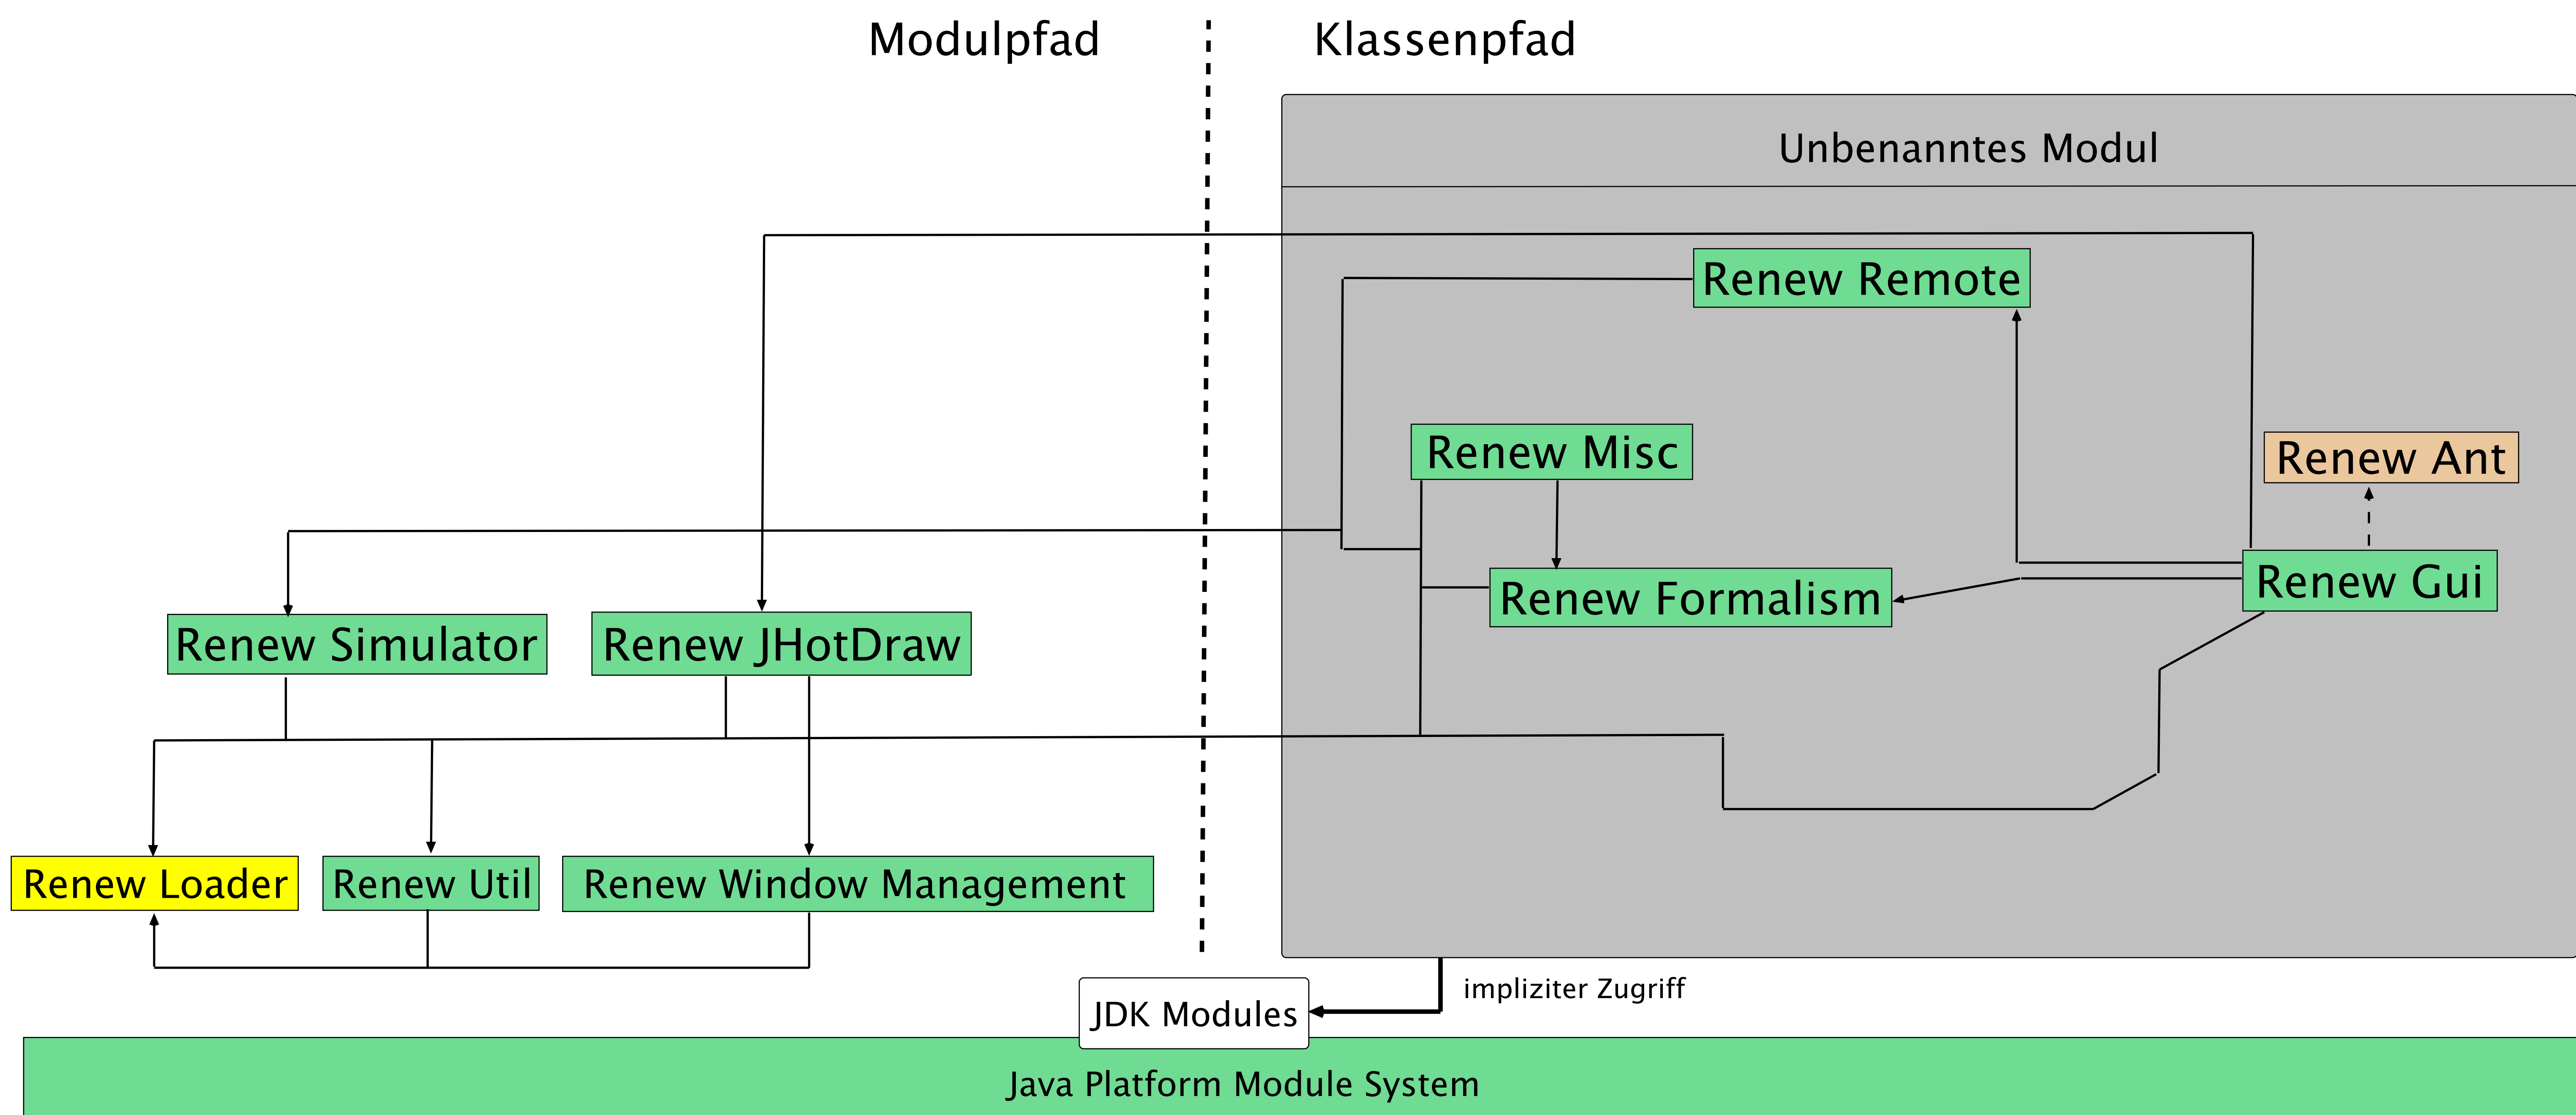 Modulpfad
Klassenpfad
Unbenanntes Modul
Renew Remote
Renew Misc
Renew Ant
Renew Formalism
Renew Gui
Renew Simulator
Renew JHotDraw
Renew Loader
Renew Util
Renew Window Management
impliziter Zugriff
JDK Modules
Java Platform Module System